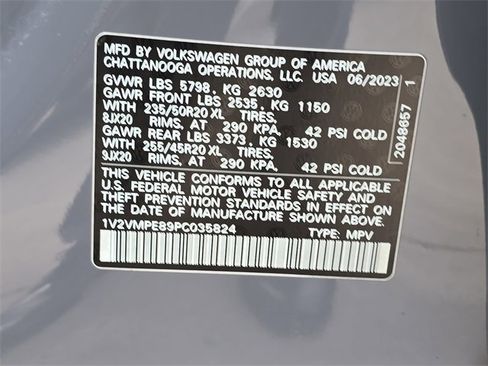 MFD BY VOLKSWAGEN GROUP OF AMERICA
CHATTANOOGA OPERATIONS, LLC. USA 06/2023
GVWR LBS 5798, KG 2630
GAWR FRONT LBS 2535, KG 1150
WITH 235/50R20 XL TIRES.
8JX20 RIMS. AT 290 KPA, 42 PSI COLD
GAWR REAR LBS 3373, KG 1530
WITH 255/45R20 XL TIRES.
9JX20 RIMS. AT 290 KPA, 42 PSI COLD
THIS VEHICLE CONFORMS TO ALL APPLICABLE
U.S. FEDERAL MOTOR VEHICLE SAFETY AND
THEFT PREVENTION STANDARDS IN EFFECT ON
THE DATE OF MANUFACTURE SHOWN ABOVE.
1V2VMPE89PC035824 TYPE: MPV
2048657 1